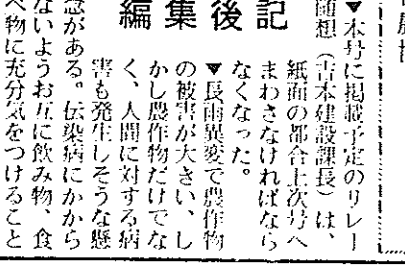 編集後記
▼本号に掲載予定のリレー
随想（吉本建設課長）は、
紙面の都合上次号へ
まわさなければなら
なくなった。
▼長雨異変で農作物
の被害が大きい、し
かし農作物だけでな
く、人間に対する病
害も発生しそうな懸
念がある。伝染病にかから
ないようお互に飲み物、食
べ物に充分気をつけること